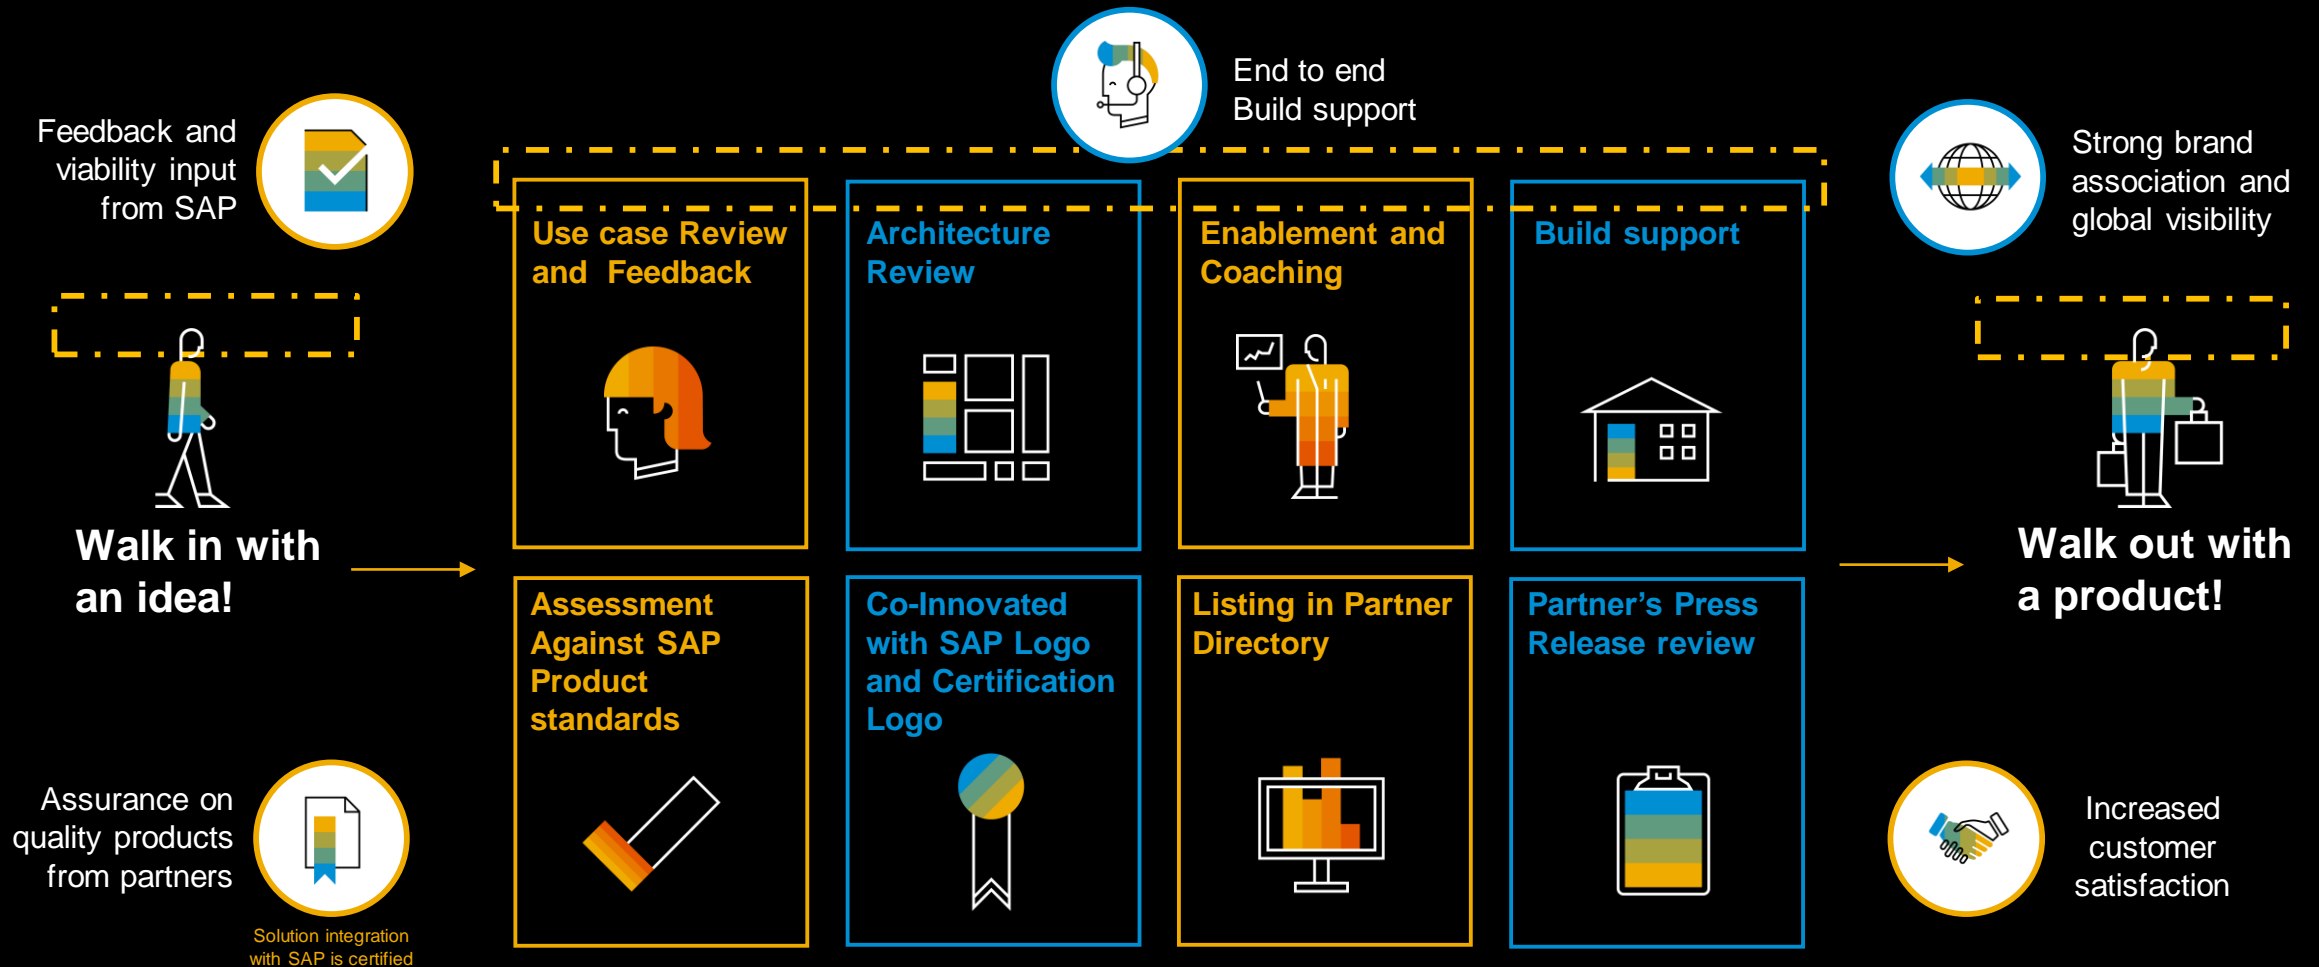 End to end
Build support
Feedback and
viability input
from SAP
Strong brand
association and
global visibility
Use case Review
and Feedback
Architecture
Review
Enablement and
Coaching
Build support
Walk in with
an idea!
Walk out with
a product!
Assessment
Against SAP
Product
standards
Co-Innovated
with SAP Logo
and Certification
Logo
Listing in Partner
Directory
Partner’s Press
Release review
Assurance on
quality products
from partners
Solution integration
with SAP is certified
Increased
customer
satisfaction